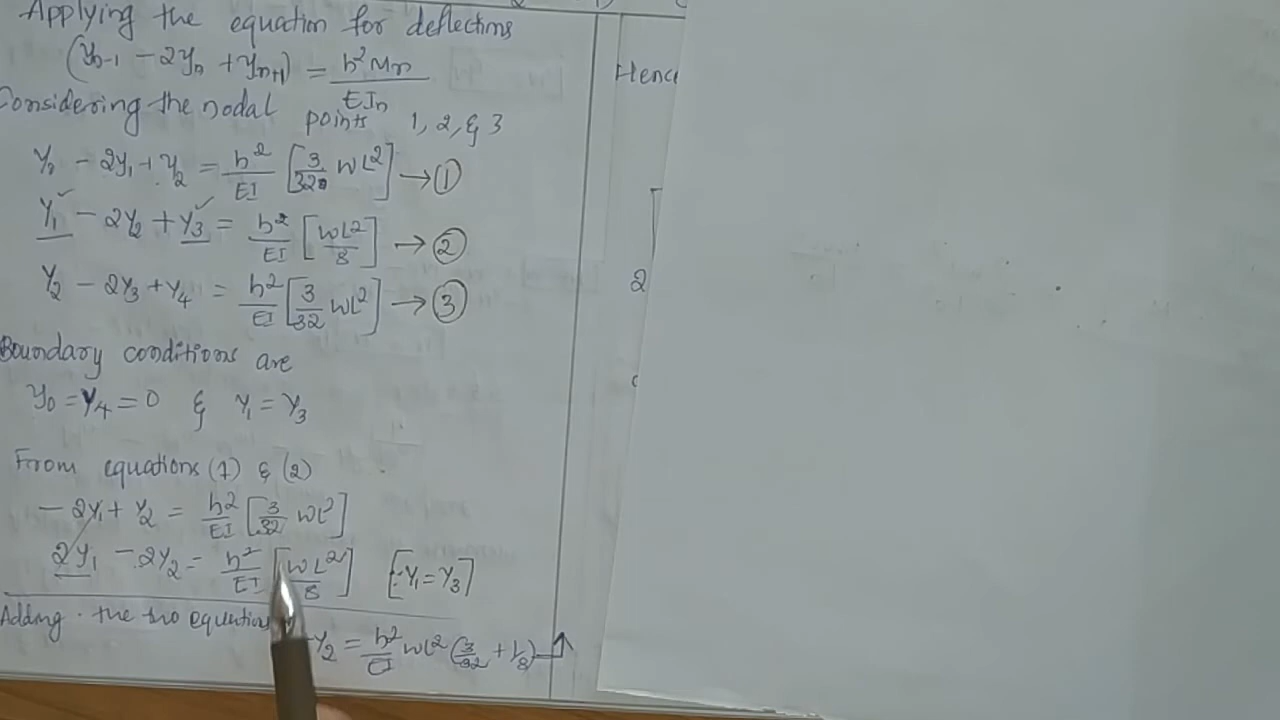 Applying the equation for deflections
(yn-1 - 2yn + yn+1) = h²Mn / EIn
Considering the nodal points 1, 2, & 3
y0 - 2y1 + y2 = h²/EI [3/32 WL²] → ①
y1 - 2y2 + y3 = h²/EI [WL²/8] → ②
y2 - 2y3 + y4 = h²/EI [3/32 WL²] → ③
Boundary conditions are
y0 = y4 = 0 & y1 = y3
From equations (1) & (2)
- 2y1 + y2 = h²/EI [3/32 WL²]
2y1 - 2y2 = h²/EI [WL²/8] [∵ y1 = y3]
Adding the two equations
-y2 = h²/EI WL² (3/32 + 1/8)
Henc
2